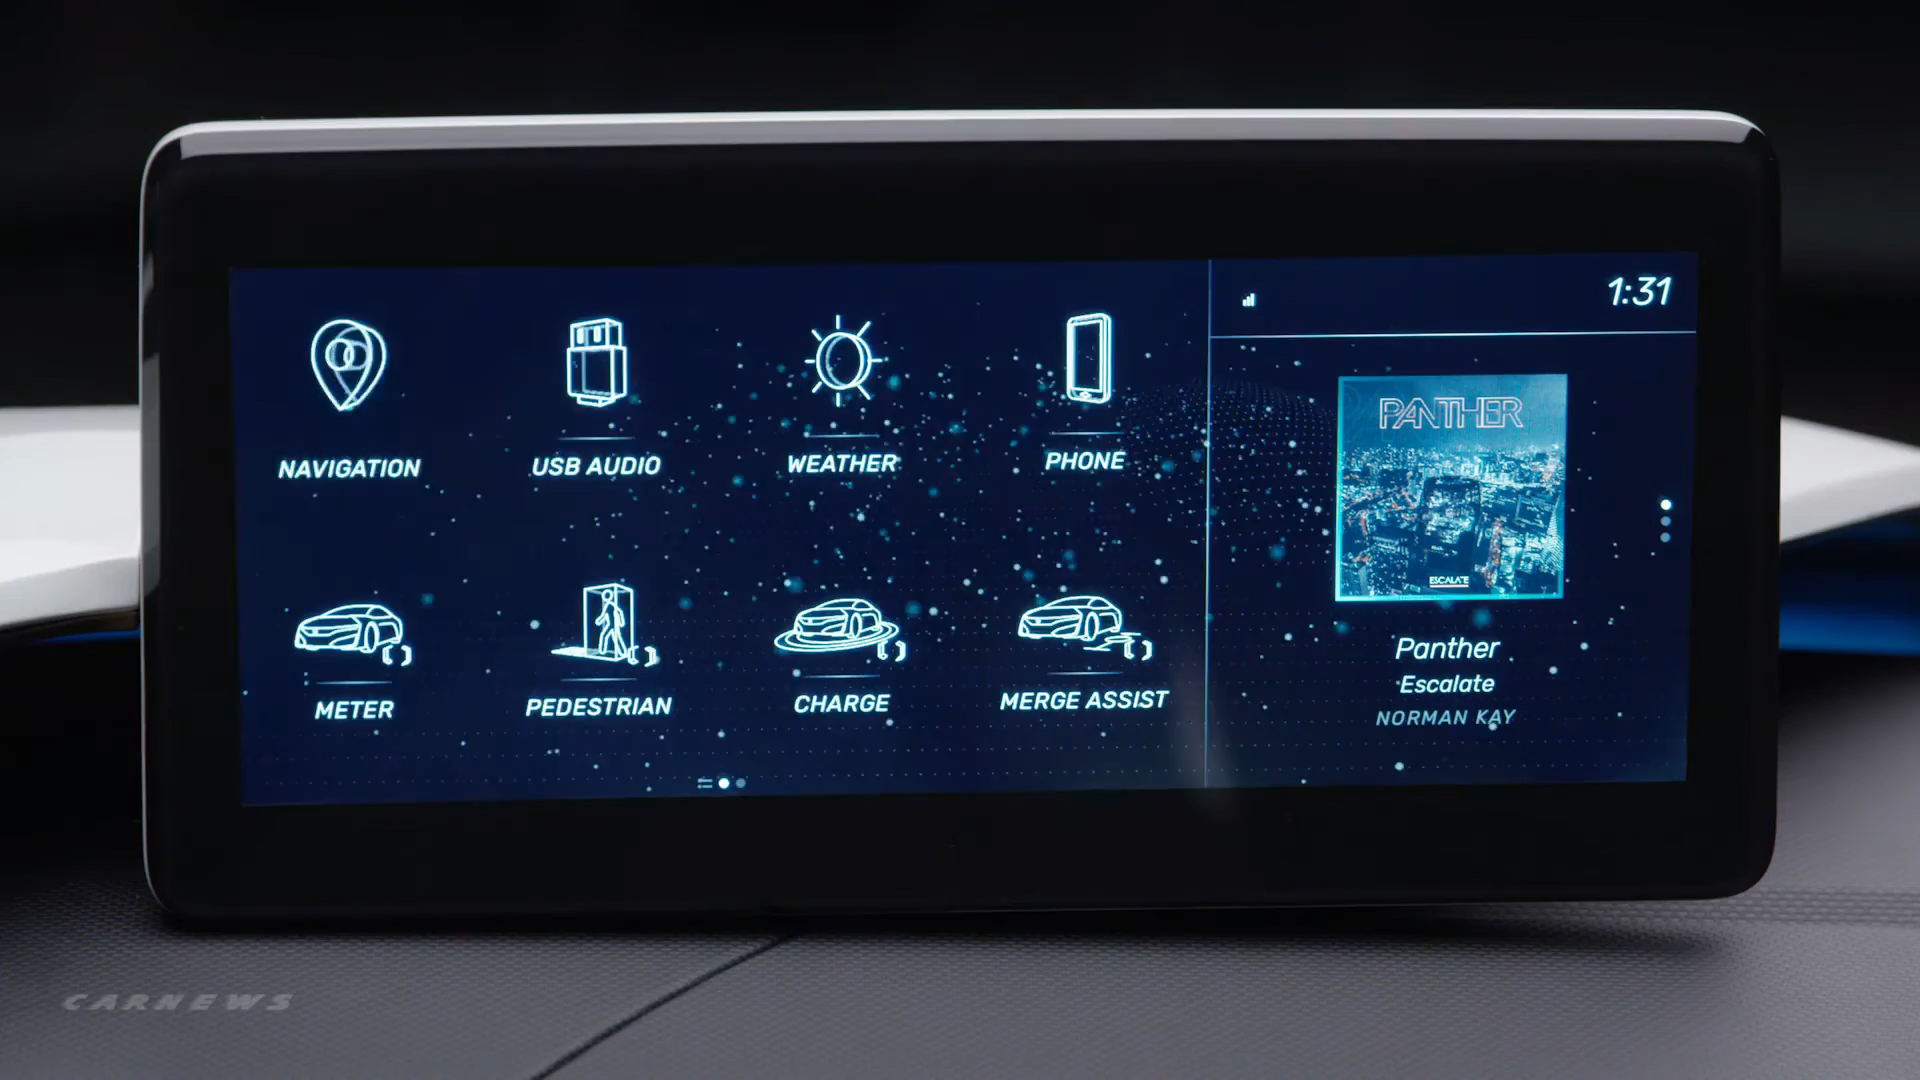 1:31
NAVIGATION
USB AUDIO
WEATHER
PHONE
PANTHER
ESCALATE
METER
PEDESTRIAN
CHARGE
MERGE ASSIST
Panther
Escalate
NORMAN KAY
CARNEWS